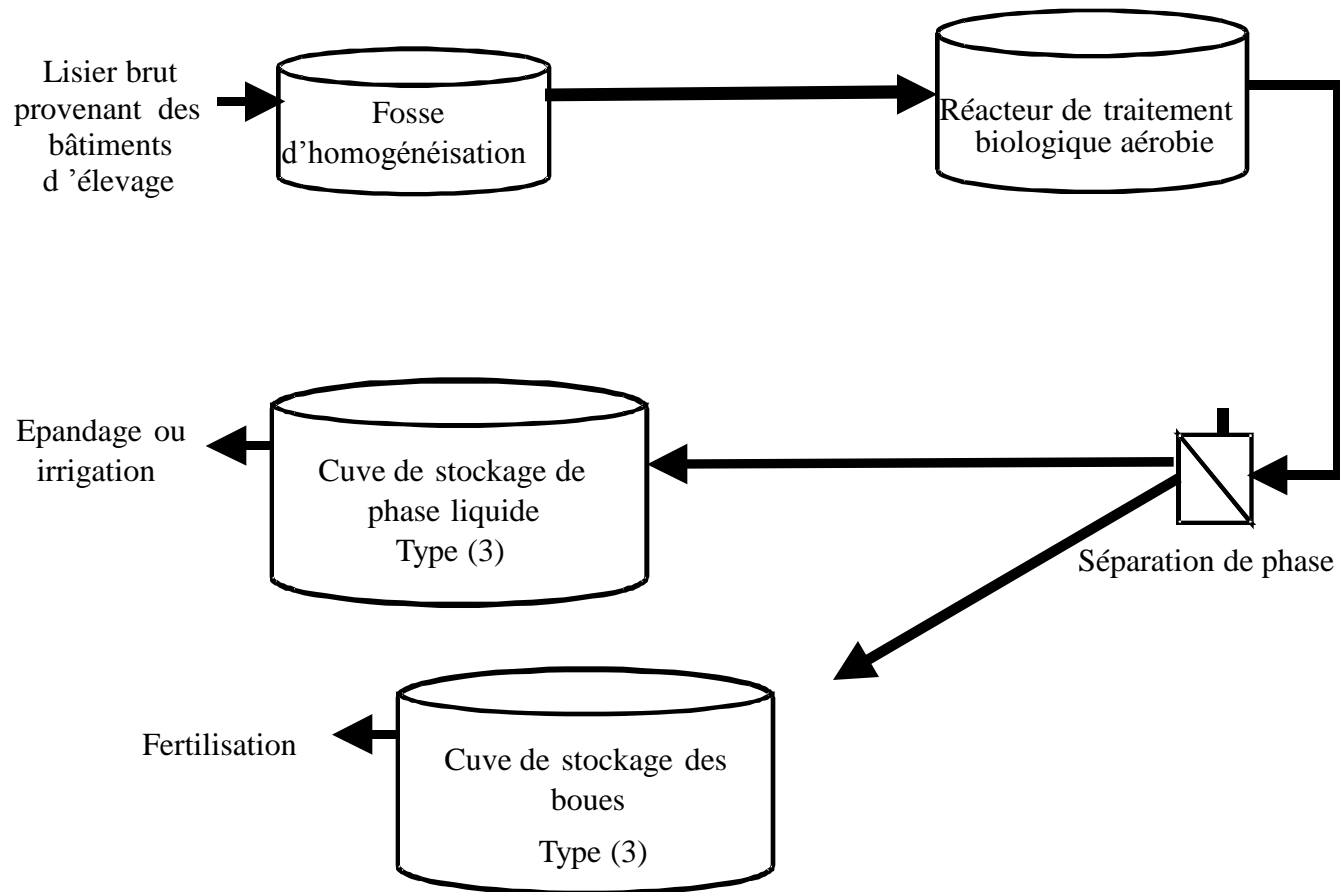 Lisier brut
provenant des
bâtiments
d ’élevage
Fosse
d’homogénéisation
Réacteur de traitement
biologique aérobie
Epandage ou
irrigation
Cuve de stockage de
phase liquide
Type (3)
Séparation de phase
Fertilisation
Cuve de stockage des
boues
Type (3)